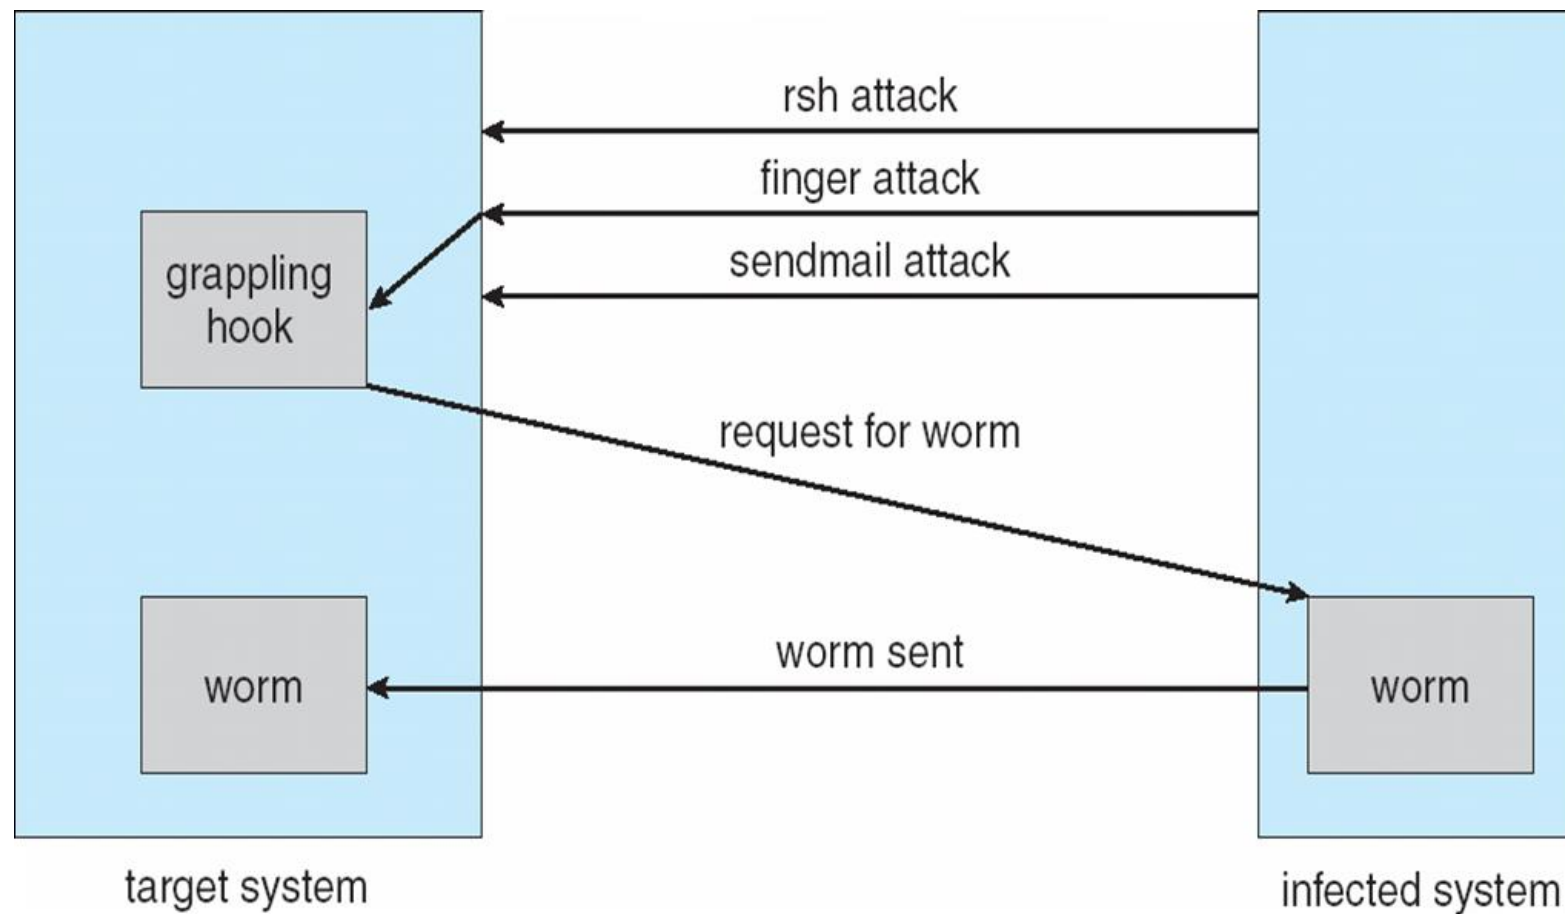 rsh attack
finger attack
sendmail attack
grappling
hook
request for worm
worm sent
worm
worm
target system
infected system